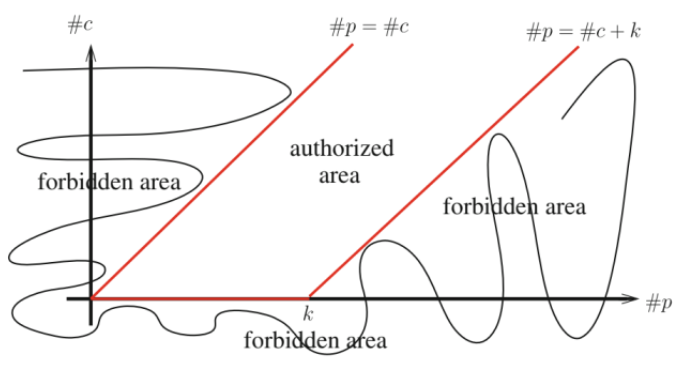 #c
#p = #c
#p = #c + k
authorized
area
forbidden area
forbidden area
#p
k
forbidden area